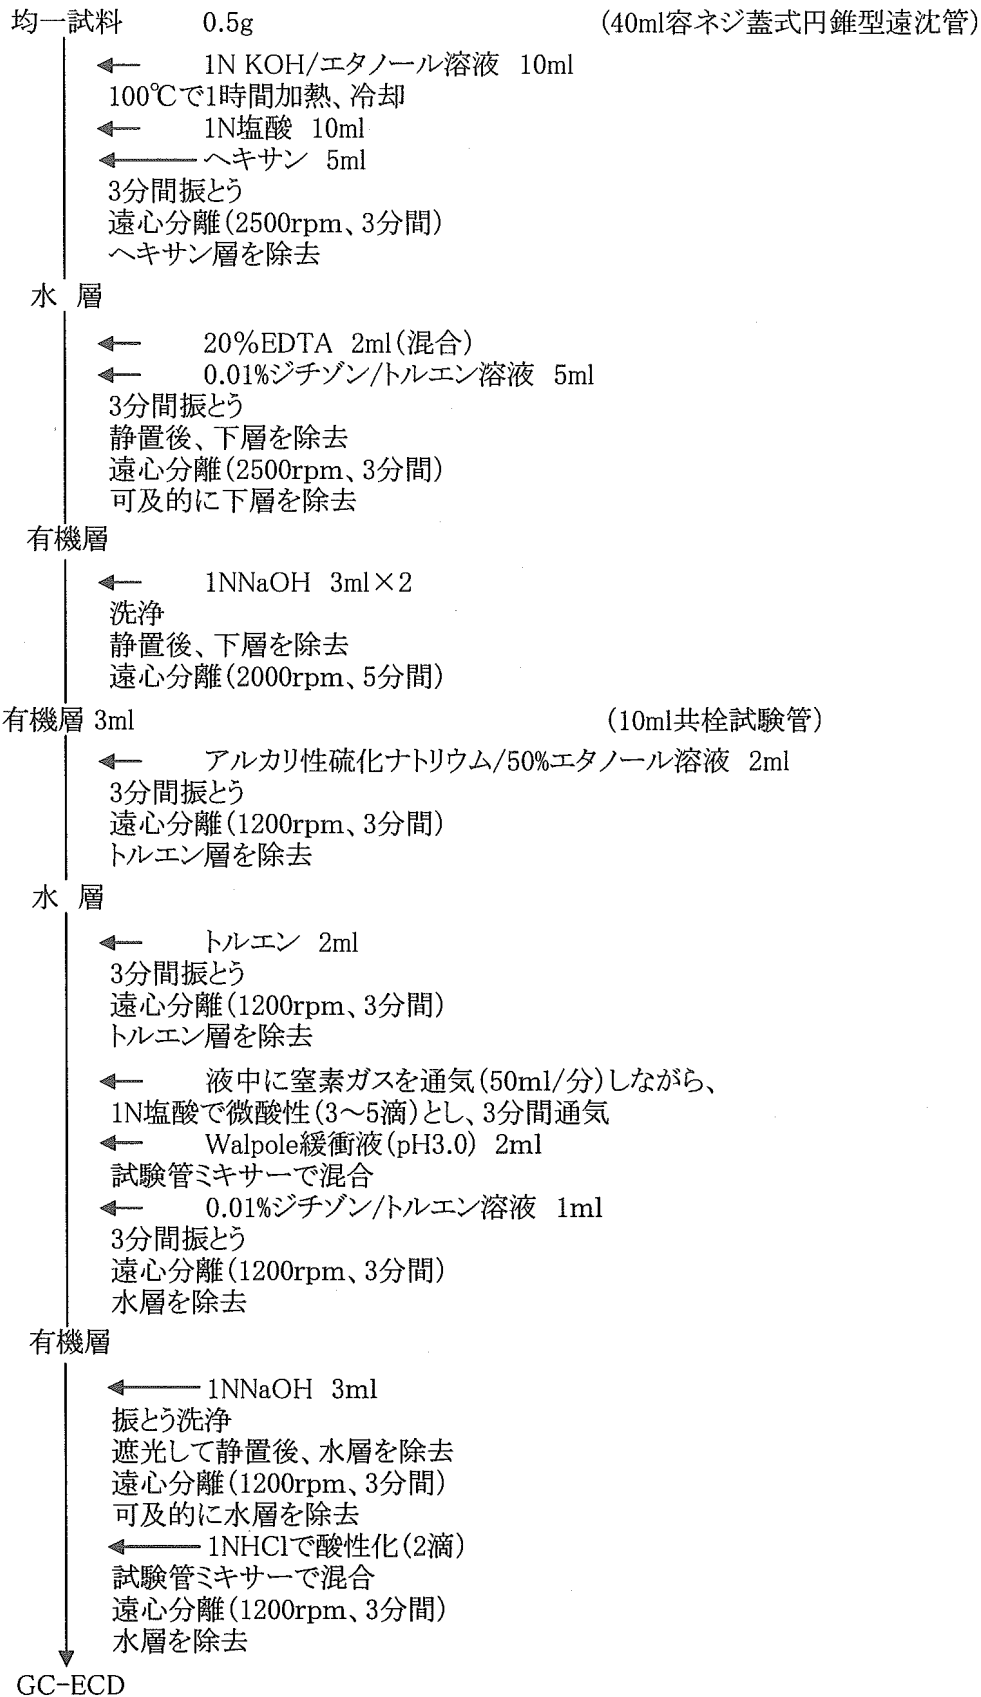 均一試料 0.5g (40ml容ネジ蓋式円錐型遠沈管)
1N KOH/エタノール溶液 10ml
100℃で1時間加熱、冷却
1N塩酸 10ml
ヘキサン 5ml
3分間振とう
遠心分離(2500rpm、3分間)
ヘキサン層を除去
水 層
20%EDTA 2ml(混合)
0.01%ジチゾン/トルエン溶液 5ml
3分間振とう
静置後、下層を除去
遠心分離(2500rpm、3分間)
可及的に下層を除去
有機層
1NNaOH 3ml×2
洗浄
静置後、下層を除去
遠心分離(2000rpm、5分間)
有機層 3ml (10ml共栓試験管)
アルカリ性硫化ナトリウム/50%エタノール溶液 2ml
3分間振とう
遠心分離(1200rpm、3分間)
トルエン層を除去
水 層
トルエン 2ml
3分間振とう
遠心分離(1200rpm、3分間)
トルエン層を除去
液中に窒素ガスを通気(50ml/分)しながら、
1N塩酸で微酸性(3~5滴)とし、3分間通気
Walpole緩衝液(pH3.0) 2ml
試験管ミキサーで混合
0.01%ジチゾン/トルエン溶液 1ml
3分間振とう
遠心分離(1200rpm、3分間)
水層を除去
有機層
1NNaOH 3ml
振とう洗浄
遮光して静置後、水層を除去
遠心分離(1200rpm、3分間)
可及的に水層を除去
1NHClで酸性化(2滴)
試験管ミキサーで混合
遠心分離(1200rpm、3分間)
水層を除去
GC-ECD